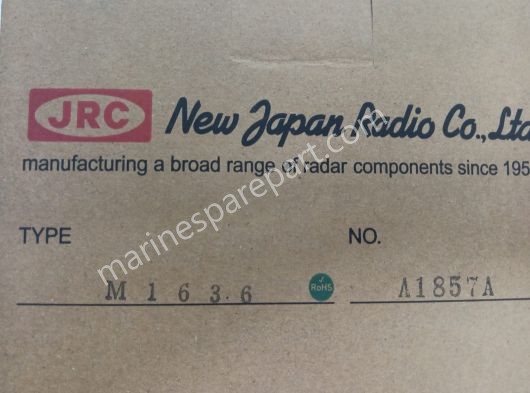 JRC New Japan Radio Co., Ltd
manufacturing a broad range of radar components since 195
TYPE NO.
M 1 6 3 6 RoHS A1857A
marinesparepart.com